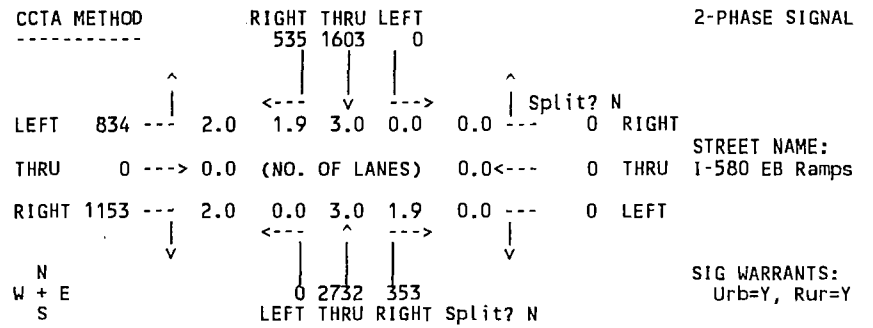 CCTA METHOD RIGHT THRU LEFT 2-PHASE SIGNAL
----------- 535 1603 0
^ ^
| <--- v ---> | Split? N
LEFT 834 --- 2.0 1.9 3.0 0.0 0.0 --- 0 RIGHT
STREET NAME:
THRU 0 ---> 0.0 (NO. OF LANES) 0.0<--- 0 THRU I-580 EB Ramps
RIGHT 1153 --- 2.0 0.0 3.0 1.9 0.0 --- 0 LEFT
| <--- ^ ---> |
v v
N SIG WARRANTS:
W + E 0 2732 353 Urb=Y, Rur=Y
S LEFT THRU RIGHT Split? N